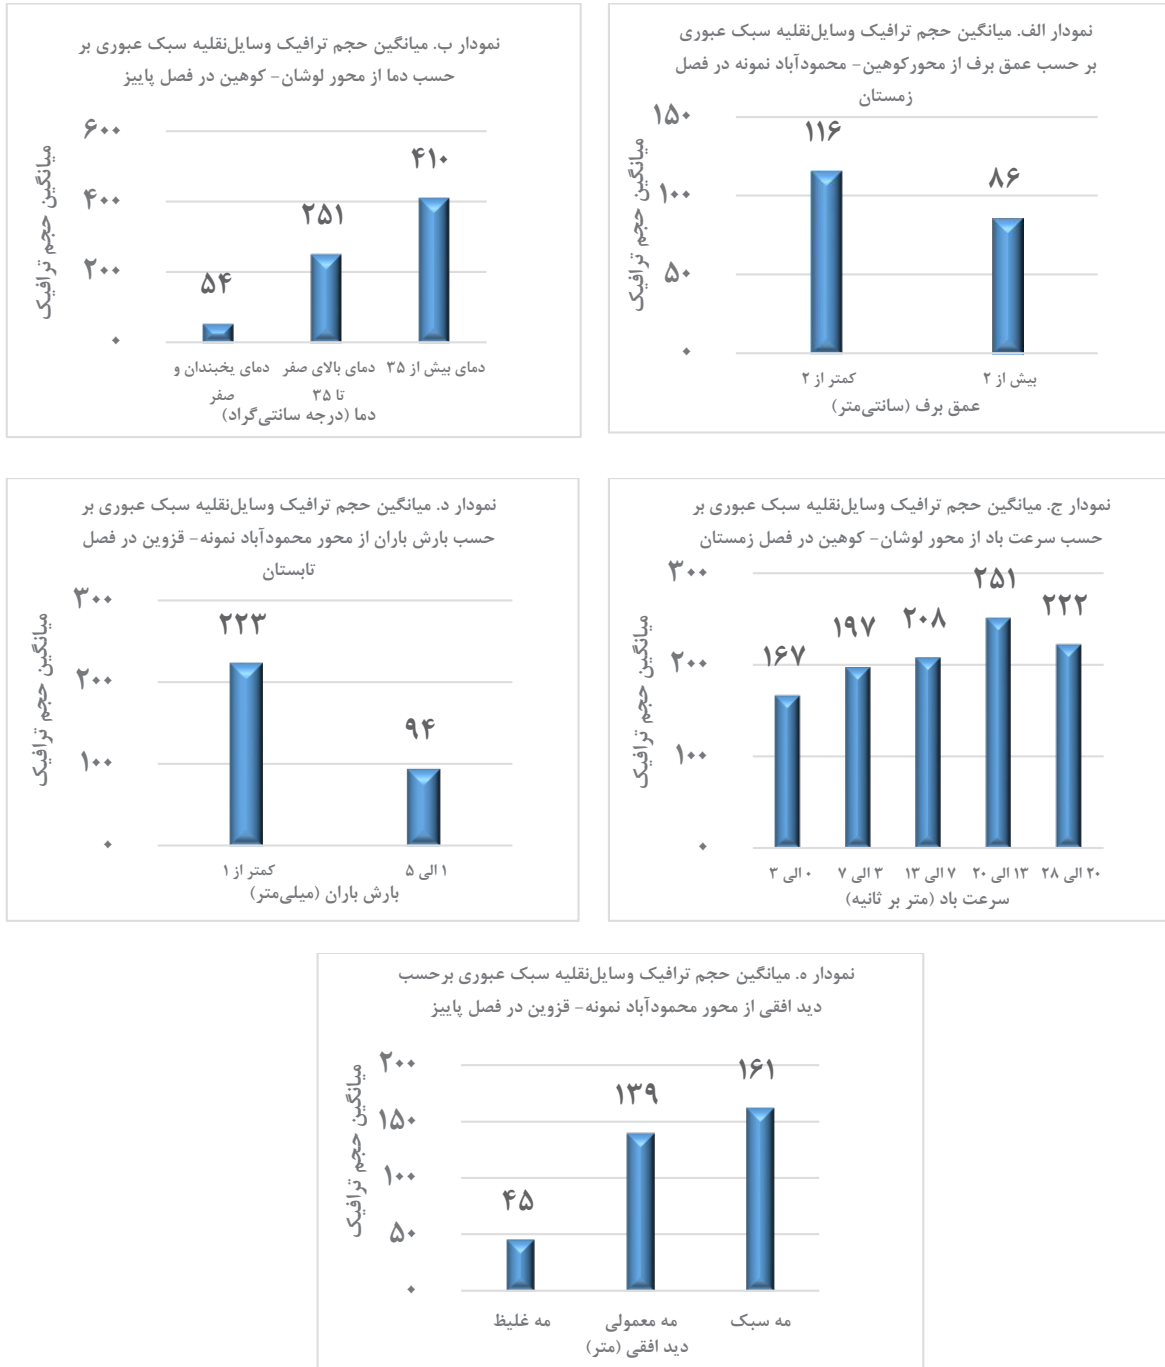 نمودار الف. میانگین حجم ترافیک وسایل‌نقلیه سبک عبوری
بر حسب عمق برف از محورکوهین- محمودآباد نمونه در فصل
زمستان
میانگین حجم ترافیک
۱۵۰
۱۰۰
۵۰
۰
۱۱۶
۸۶
کمتر از ۲
بیش از ۲
عمق برف (سانتی‌متر)
نمودار ب. میانگین حجم ترافیک وسایل‌نقلیه سبک عبوری بر
حسب دما از محور لوشان- کوهین در فصل پاییز
میانگین حجم ترافیک
۶۰۰
۴۰۰
۲۰۰
۰
۵۴
۲۵۱
۴۱۰
دمای یخبندان و
صفر
دمای بالای صفر
تا ۳۵
دمای بیش از ۳۵
دما (درجه سانتی‌گراد)
نمودار ج. میانگین حجم ترافیک وسایل‌نقلیه سبک عبوری بر
حسب سرعت باد از محور لوشان- کوهین در فصل زمستان
میانگین حجم ترافیک
۳۰۰
۲۰۰
۱۰۰
۰
۱۶۷
۱۹۷
۲۰۸
۲۵۱
۲۲۲
۰ الی ۳
۳ الی ۷
۷ الی ۱۳
۱۳ الی ۲۰
۲۰ الی ۲۸
سرعت باد (متر بر ثانیه)
نمودار د. میانگین حجم ترافیک وسایل‌نقلیه سبک عبوری بر
حسب بارش باران از محور محمودآباد نمونه- قزوین در فصل
تابستان
میانگین حجم ترافیک
۳۰۰
۲۰۰
۱۰۰
۰
۲۲۳
۹۴
کمتر از ۱
۱ الی ۵
بارش باران (میلی‌متر)
نمودار ه. میانگین حجم ترافیک وسایل‌نقلیه سبک عبوری برحسب
دید افقی از محور محمودآباد نمونه- قزوین در فصل پاییز
میانگین حجم ترافیک
۲۰۰
۱۵۰
۱۰۰
۵۰
۰
۴۵
۱۳۹
۱۶۱
مه غلیظ
مه معمولی
مه سبک
دید افقی (متر)